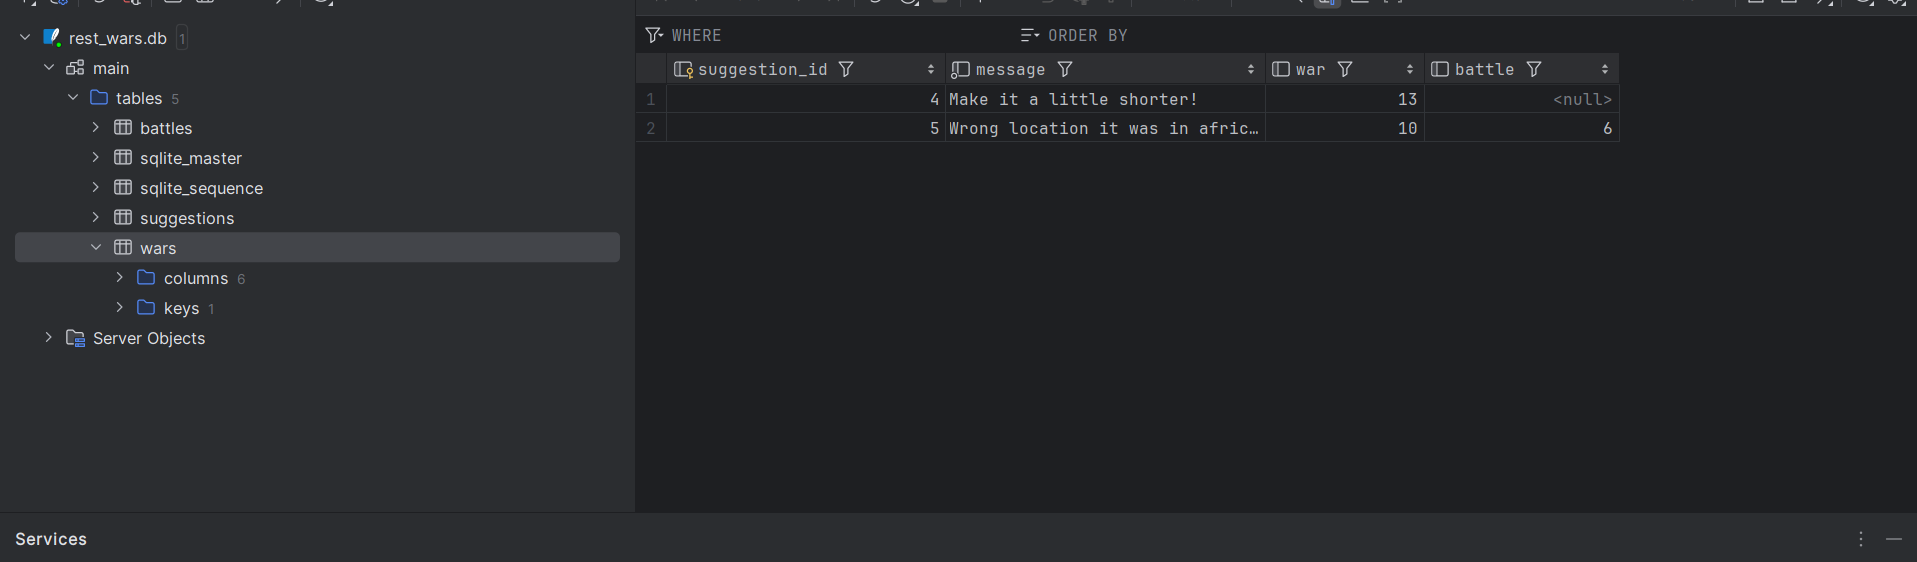 rest_wars.db 1
main
tables 5
battles
sqlite_master
sqlite_sequence
suggestions
wars
columns 6
keys 1
Server Objects
WHERE ORDER BY
suggestion_id message war battle
1 4 Make it a little shorter! 13 <null>
2 5 Wrong location it was in afric… 10 6
Services